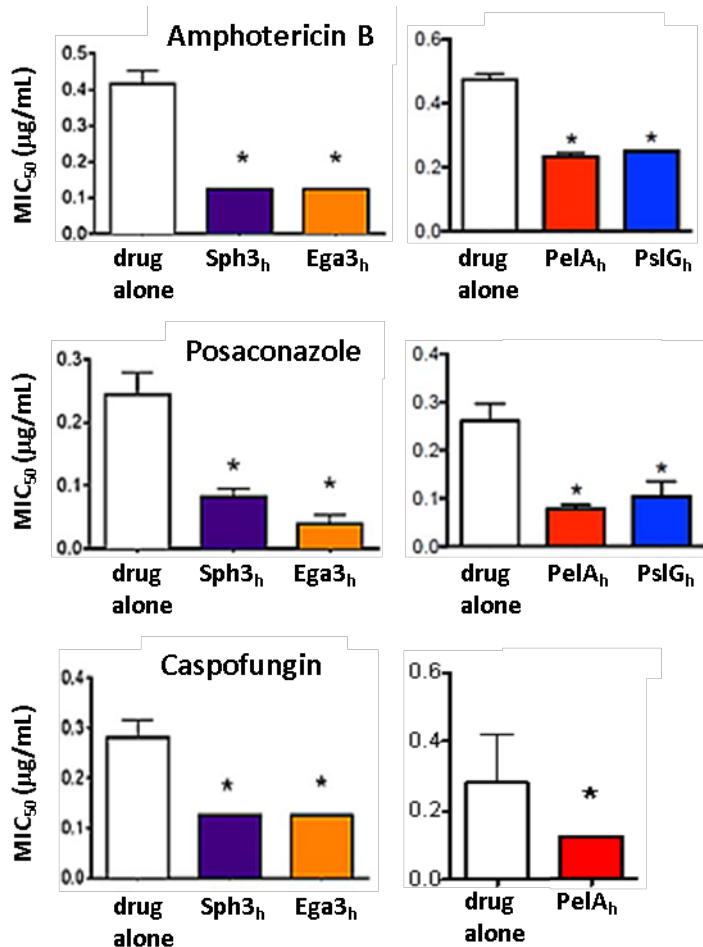 Amphotericin B
MIC₅₀ (µg/mL)
0.5
0.4
0.3
0.2
0.1
0.0
*
*
drug alone
Sph3ₕ
Ega3ₕ
0.6
0.4
0.2
0.0
*
*
drug alone
PelAₕ
PslGₕ
Posaconazole
MIC₅₀ (µg/mL)
0.3
0.2
0.1
0.0
*
*
drug alone
Sph3ₕ
Ega3ₕ
0.4
0.3
0.2
0.1
0.0
*
*
drug alone
PelAₕ
PslGₕ
Caspofungin
MIC₅₀ (µg/mL)
0.4
0.3
0.2
0.1
0.0
*
*
drug alone
Sph3ₕ
Ega3ₕ
0.6
0.4
0.2
0.0
*
drug alone
PelAₕ